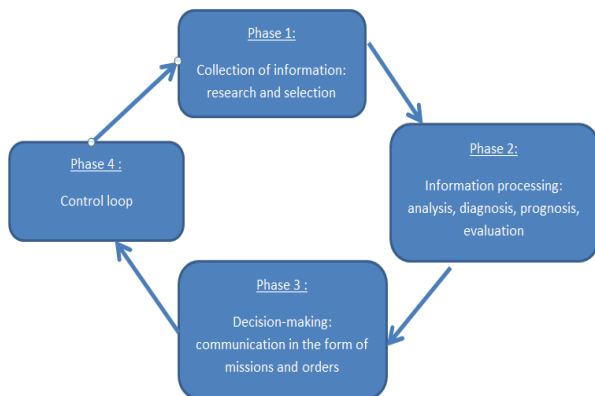 Phase 1:
Collection of information:
research and selection
Phase 2:
Information processing:
analysis, diagnosis, prognosis,
evaluation
Phase 3 :
Decision-making:
communication in the form of
missions and orders
Phase 4 :
Control loop